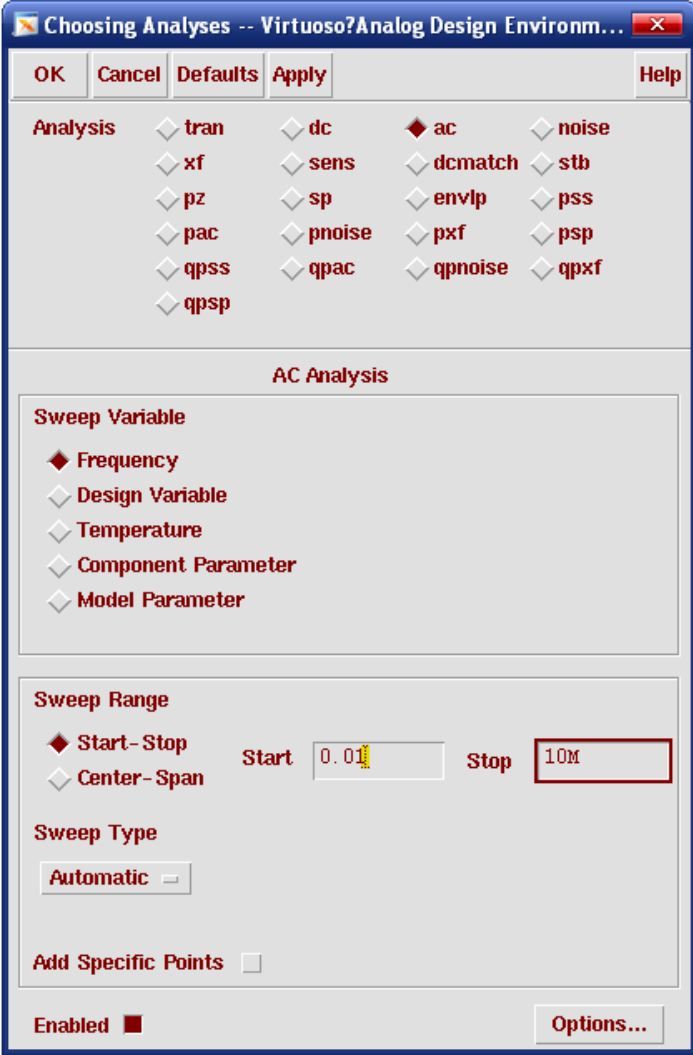 Choosing Analyses -- Virtuoso?Analog Design Environm...
OK Cancel Defaults Apply Help
Analysis tran dc ac noise
xf sens dcmatch stb
pz sp envlp pss
pac pnoise pxf psp
qpss qpac qpnoise qpxf
qpsp
AC Analysis
Sweep Variable
Frequency
Design Variable
Temperature
Component Parameter
Model Parameter
Sweep Range
Start-Stop Start 0.01 Stop 10M
Center-Span
Sweep Type
Automatic
Add Specific Points
Enabled Options...